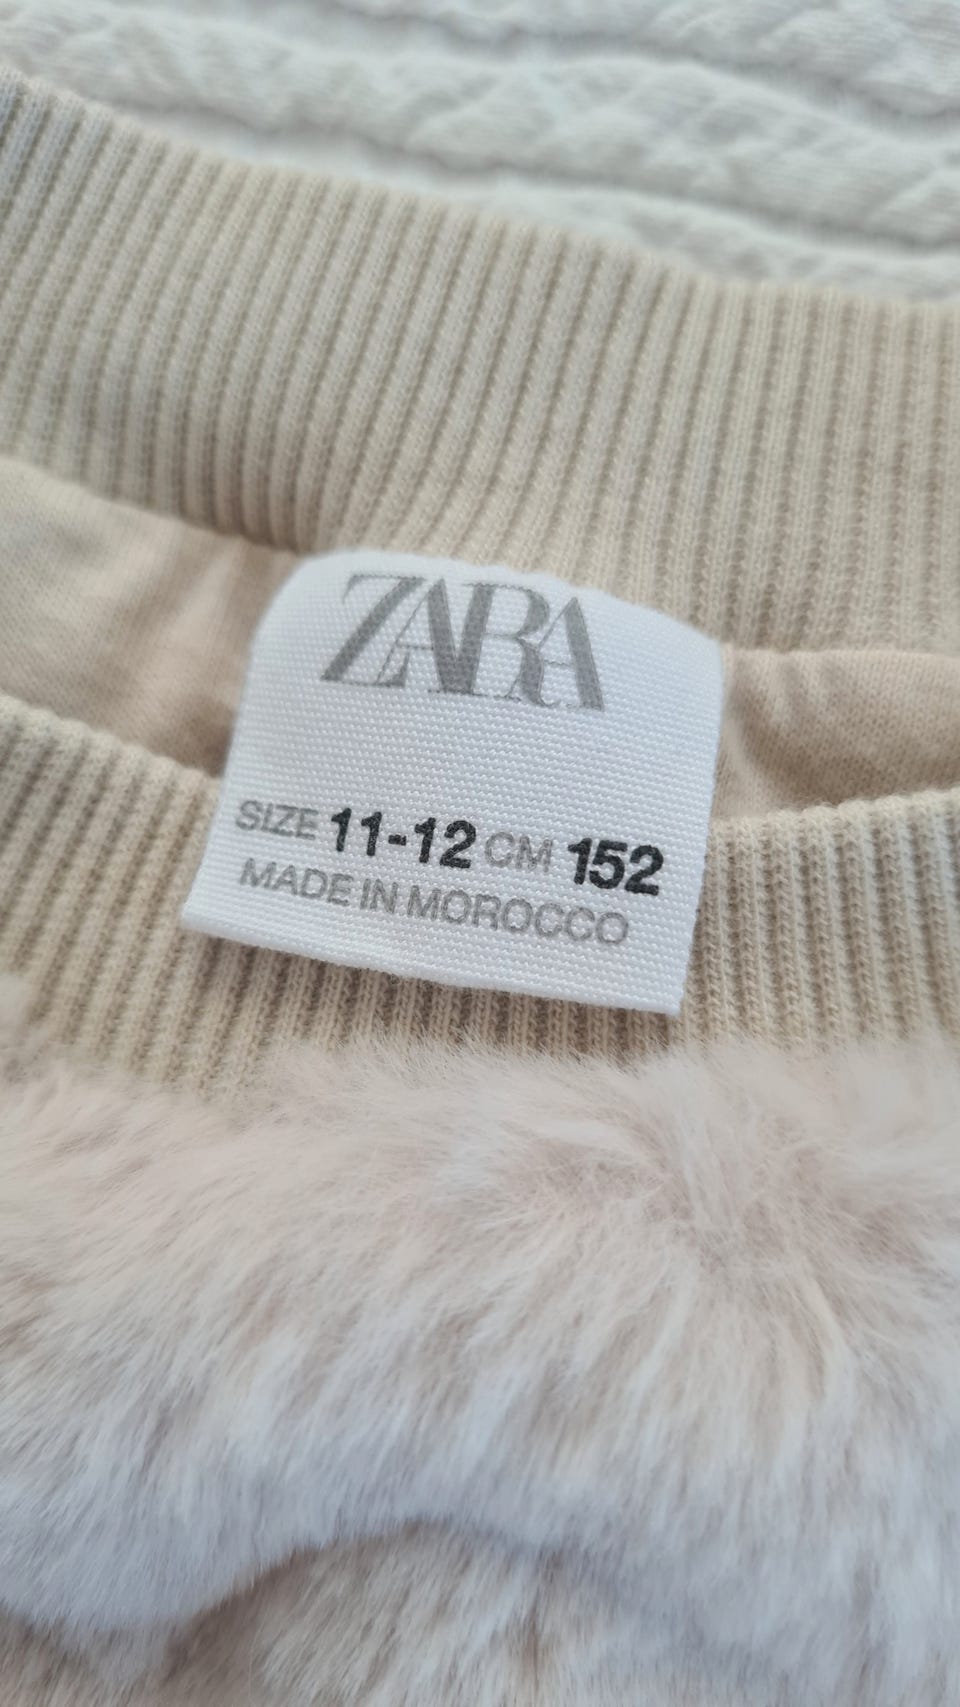 ZARA
SIZE 11-12 CM 152
MADE IN MOROCCO